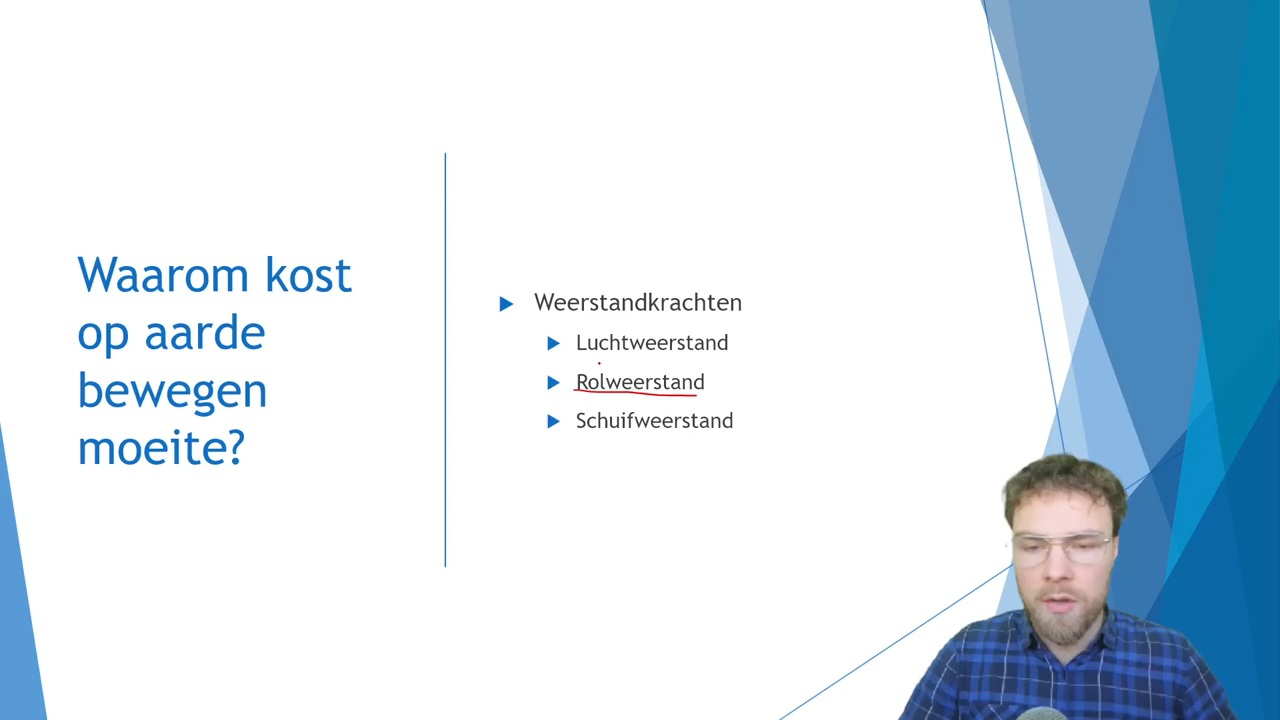 Waarom kost
op aarde
bewegen
moeite?
Weerstandkrachten
Luchtweerstand
Rolweerstand
Schuifweerstand